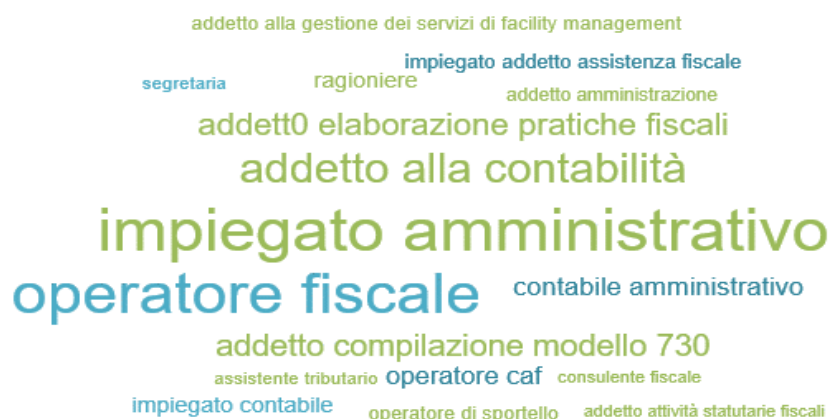 addetto alla gestione dei servizi di facility management
impiegato addetto assistenza fiscale
segretaria
ragioniere
addetto amministrazione
addett0 elaborazione pratiche fiscali
addetto alla contabilità
impiegato amministrativo
operatore fiscale
contabile amministrativo
addetto compilazione modello 730
assistente tributario
operatore caf
consulente fiscale
impiegato contabile
operatore di sportello
addetto attività statutarie fiscali